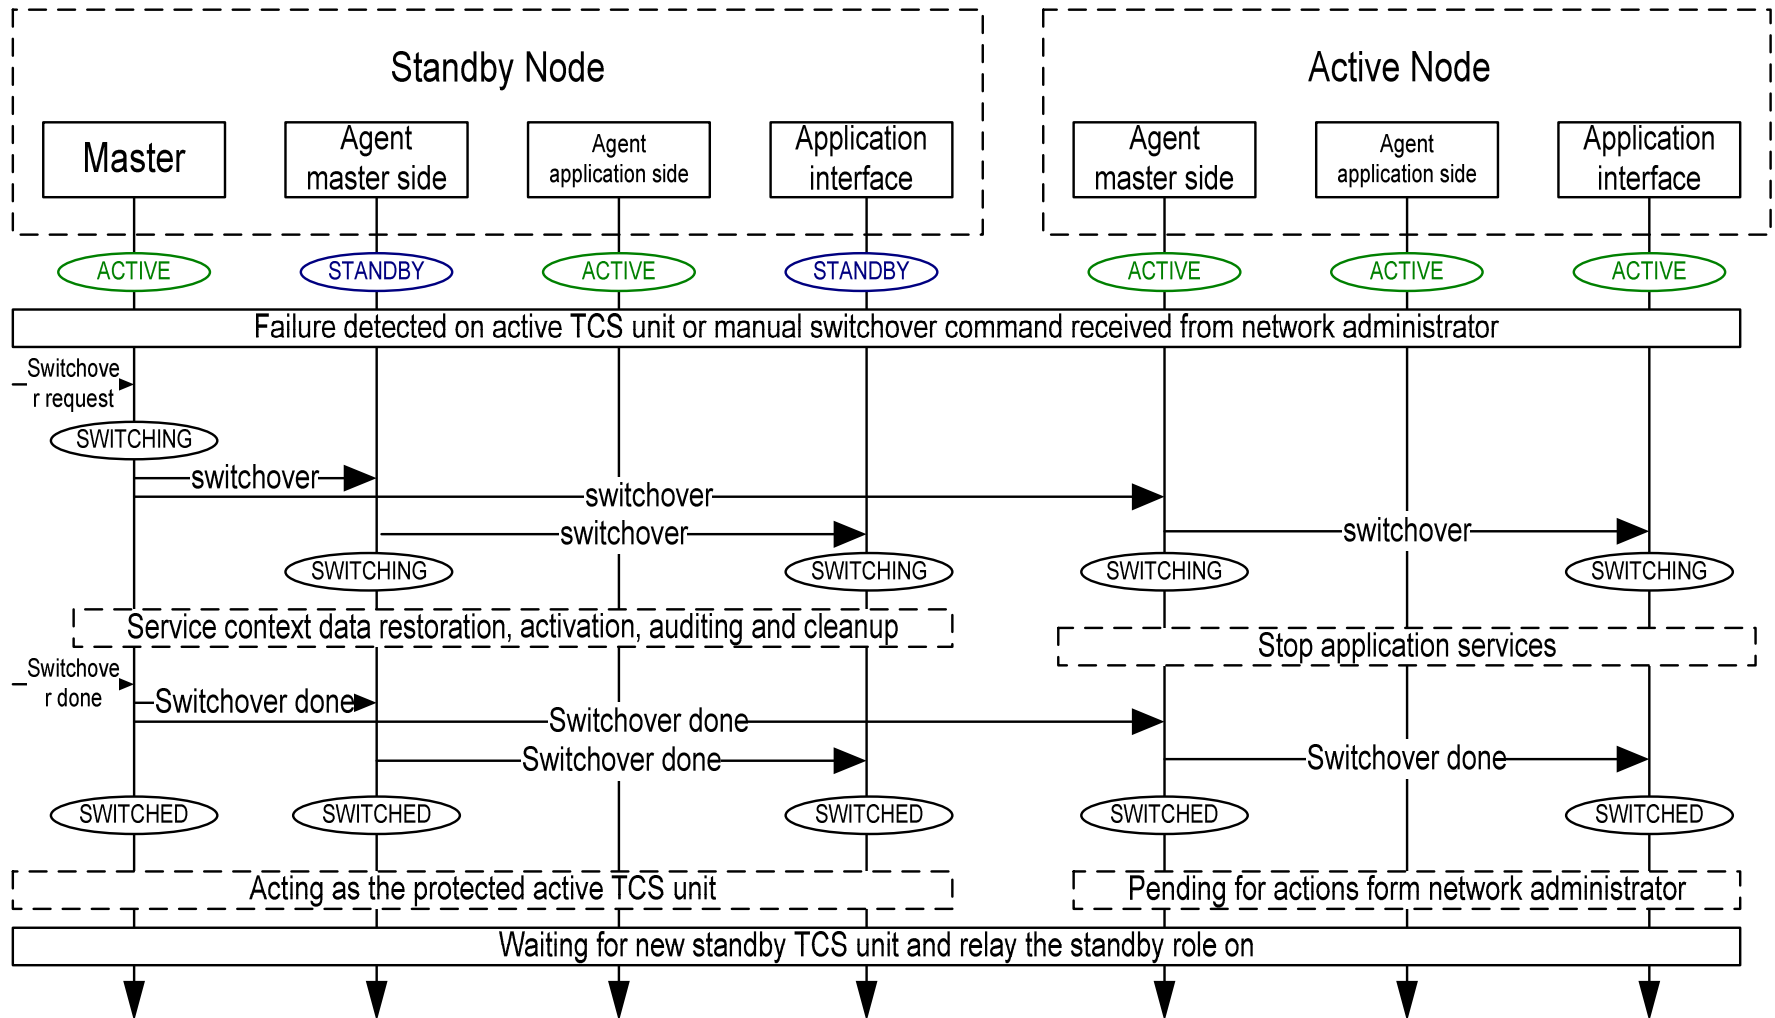 Standby Node
Active Node
Master
Agent
master side
Agent
application side
Application
interface
Agent
master side
Agent
application side
Application
interface
ACTIVE
STANDBY
ACTIVE
STANDBY
ACTIVE
ACTIVE
ACTIVE
Failure detected on active TCS unit or manual switchover command received from network administrator
Switchove
r request
SWITCHING
switchover
switchover
switchover
switchover
SWITCHING
SWITCHING
SWITCHING
SWITCHING
Service context data restoration, activation, auditing and cleanup
Stop application services
Switchove
r done
Switchover done
Switchover done
Switchover done
Switchover done
SWITCHED
SWITCHED
SWITCHED
SWITCHED
SWITCHED
Acting as the protected active TCS unit
Pending for actions form network administrator
Waiting for new standby TCS unit and relay the standby role on